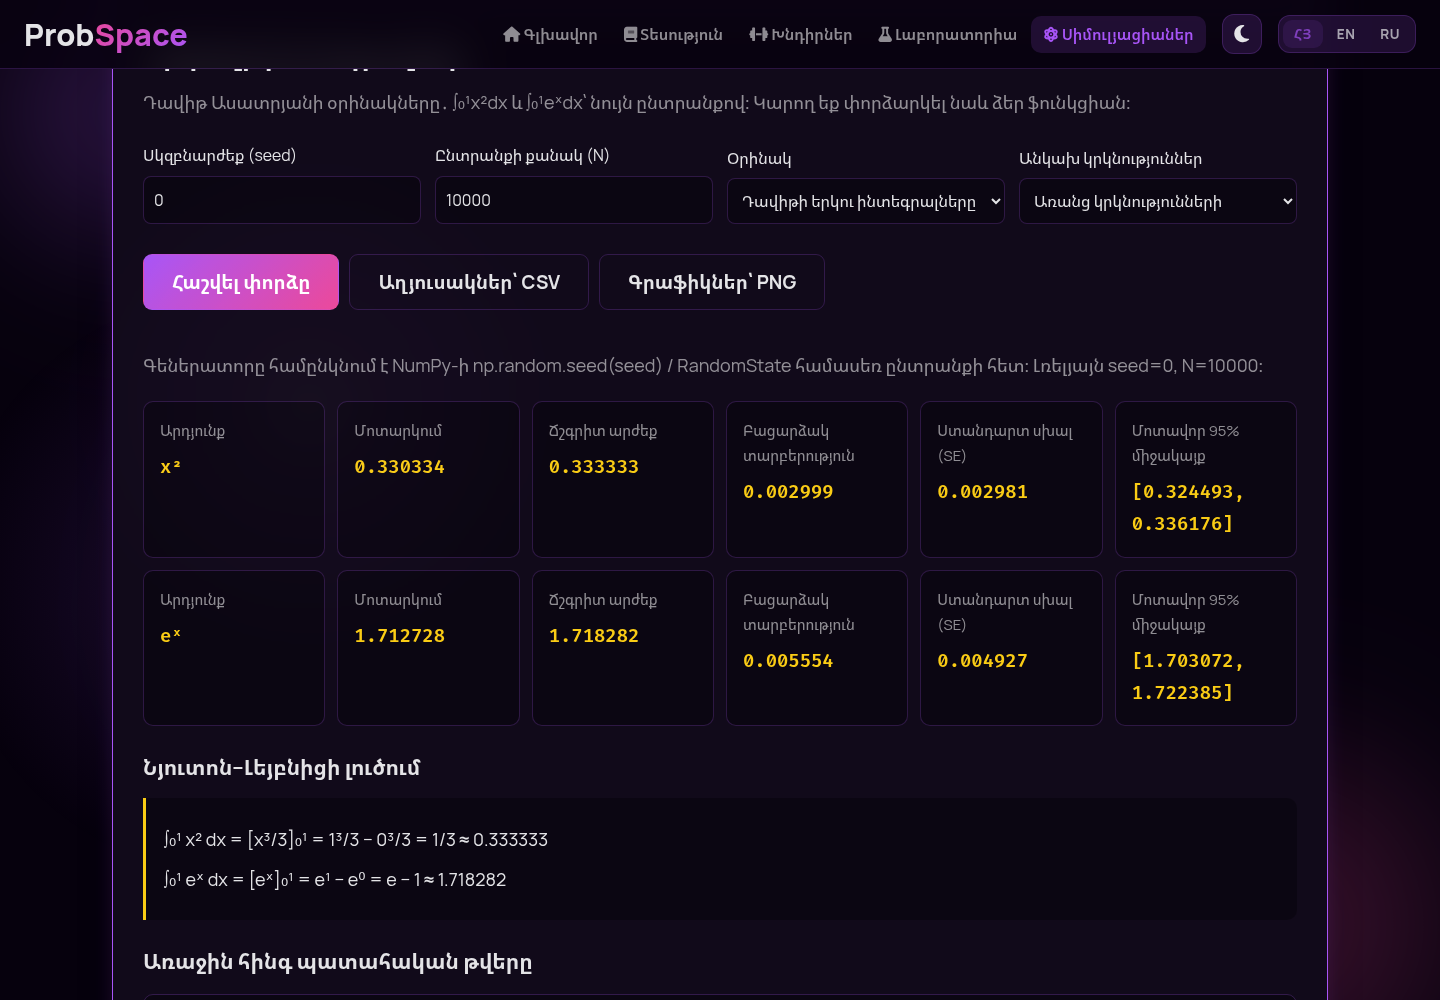 ProbSpace
Գլխավոր
Տեսություն
Խնդիրներ
Լաբորատորիա
Սիմուլյացիաներ
ՀՅ
EN
RU
Դավիթ Ասատրյանի օրինակները․ ∫₀¹x²dx և ∫₀¹eˣdx՝ նույն ընտրանքով։ Կարող եք փորձարկել նաև ձեր ֆունկցիան։
Սկզբնարժեք (seed)
Ընտրանքի քանակ (N)
Օրինակ
Անկախ կրկնություններ
0
10000
Դավիթի երկու ինտեգրալները
Առանց կրկնությունների
Հաշվել փորձը
Աղյուսակներ՝ CSV
Գրաֆիկներ՝ PNG
Գեներատորը համընկնում է NumPy-ի np.random.seed(seed) / RandomState համասեռ ընտրանքի հետ։ Լռելյայն seed=0, N=10000։
Արդյունք
x²
Մոտարկում
0.330334
Ճշգրիտ արժեք
0.333333
Բացարձակ
տարբերություն
0.002999
Ստանդարտ սխալ
(SE)
0.002981
Մոտավոր 95%
միջակայք
[0.324493,
0.336176]
Արդյունք
eˣ
Մոտարկում
1.712728
Ճշգրիտ արժեք
1.718282
Բացարձակ
տարբերություն
0.005554
Ստանդարտ սխալ
(SE)
0.004927
Մոտավոր 95%
միջակայք
[1.703072,
1.722385]
Նյուտոն–Լեյբնիցի լուծում
∫₀¹ x² dx = [x³/3]₀¹ = 1³/3 − 0³/3 = 1/3 ≈ 0.333333
∫₀¹ eˣ dx = [eˣ]₀¹ = e¹ − e⁰ = e − 1 ≈ 1.718282
Առաջին հինգ պատահական թվերը